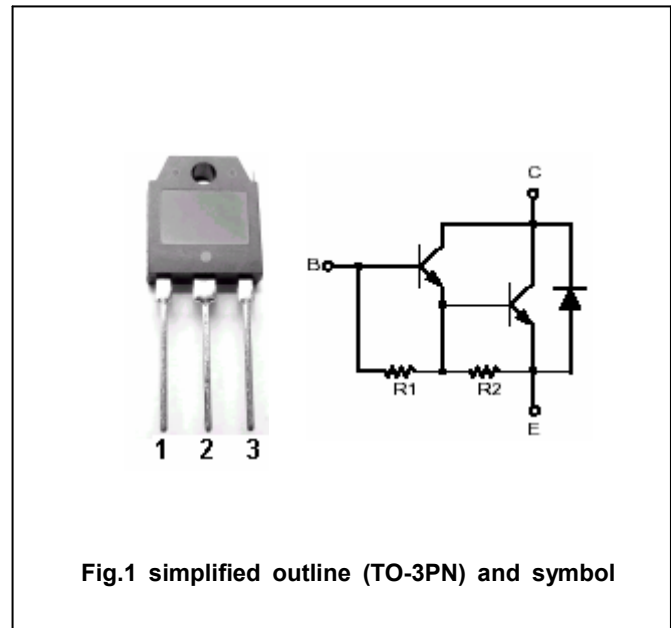 C
B
R1
R2
E
1 2 3
Fig.1 simplified outline (TO-3PN) and symbol